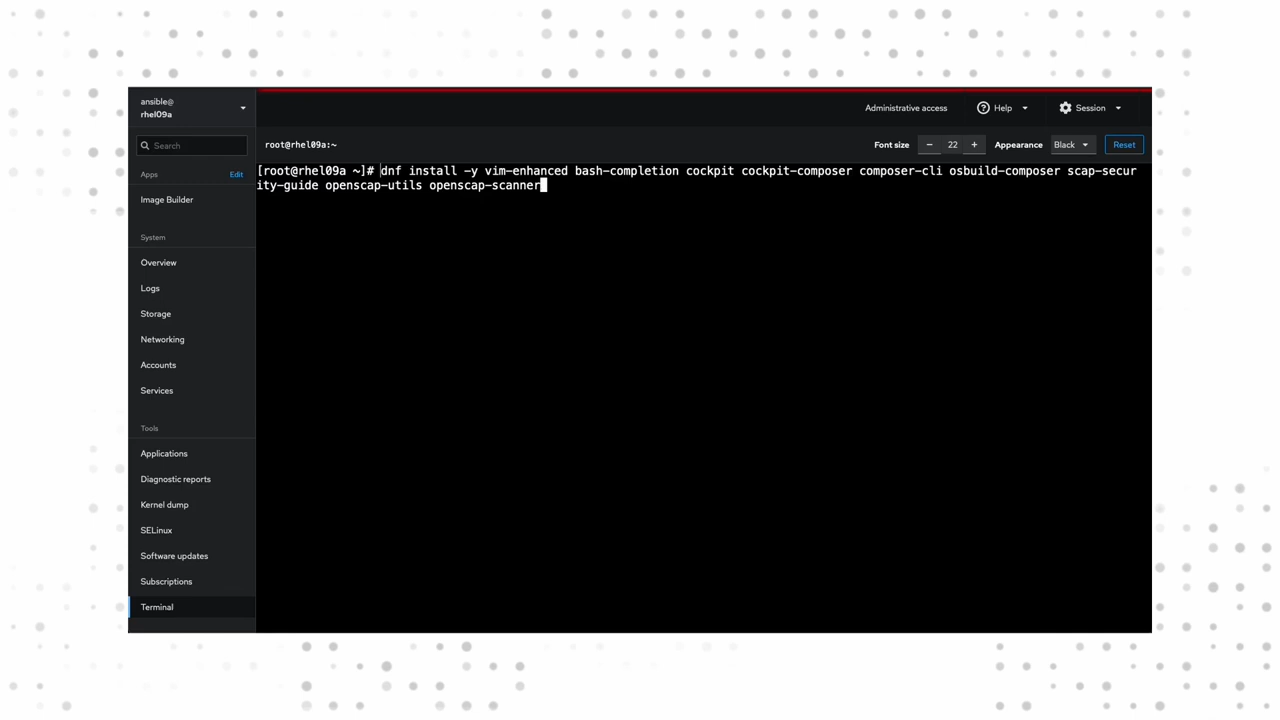 ansible@
rhel09a
Administrative access
Help
Session
Search
root@rhel09a:~
Font size
22
Appearance
Black
Reset
[root@rhel09a ~]# dnf install -y vim-enhanced bash-completion cockpit cockpit-composer composer-cli osbuild-composer scap-secur
ity-guide openscap-utils openscap-scanner
Apps
Edit
Image Builder
System
Overview
Logs
Storage
Networking
Accounts
Services
Tools
Applications
Diagnostic reports
Kernel dump
SELinux
Software updates
Subscriptions
Terminal